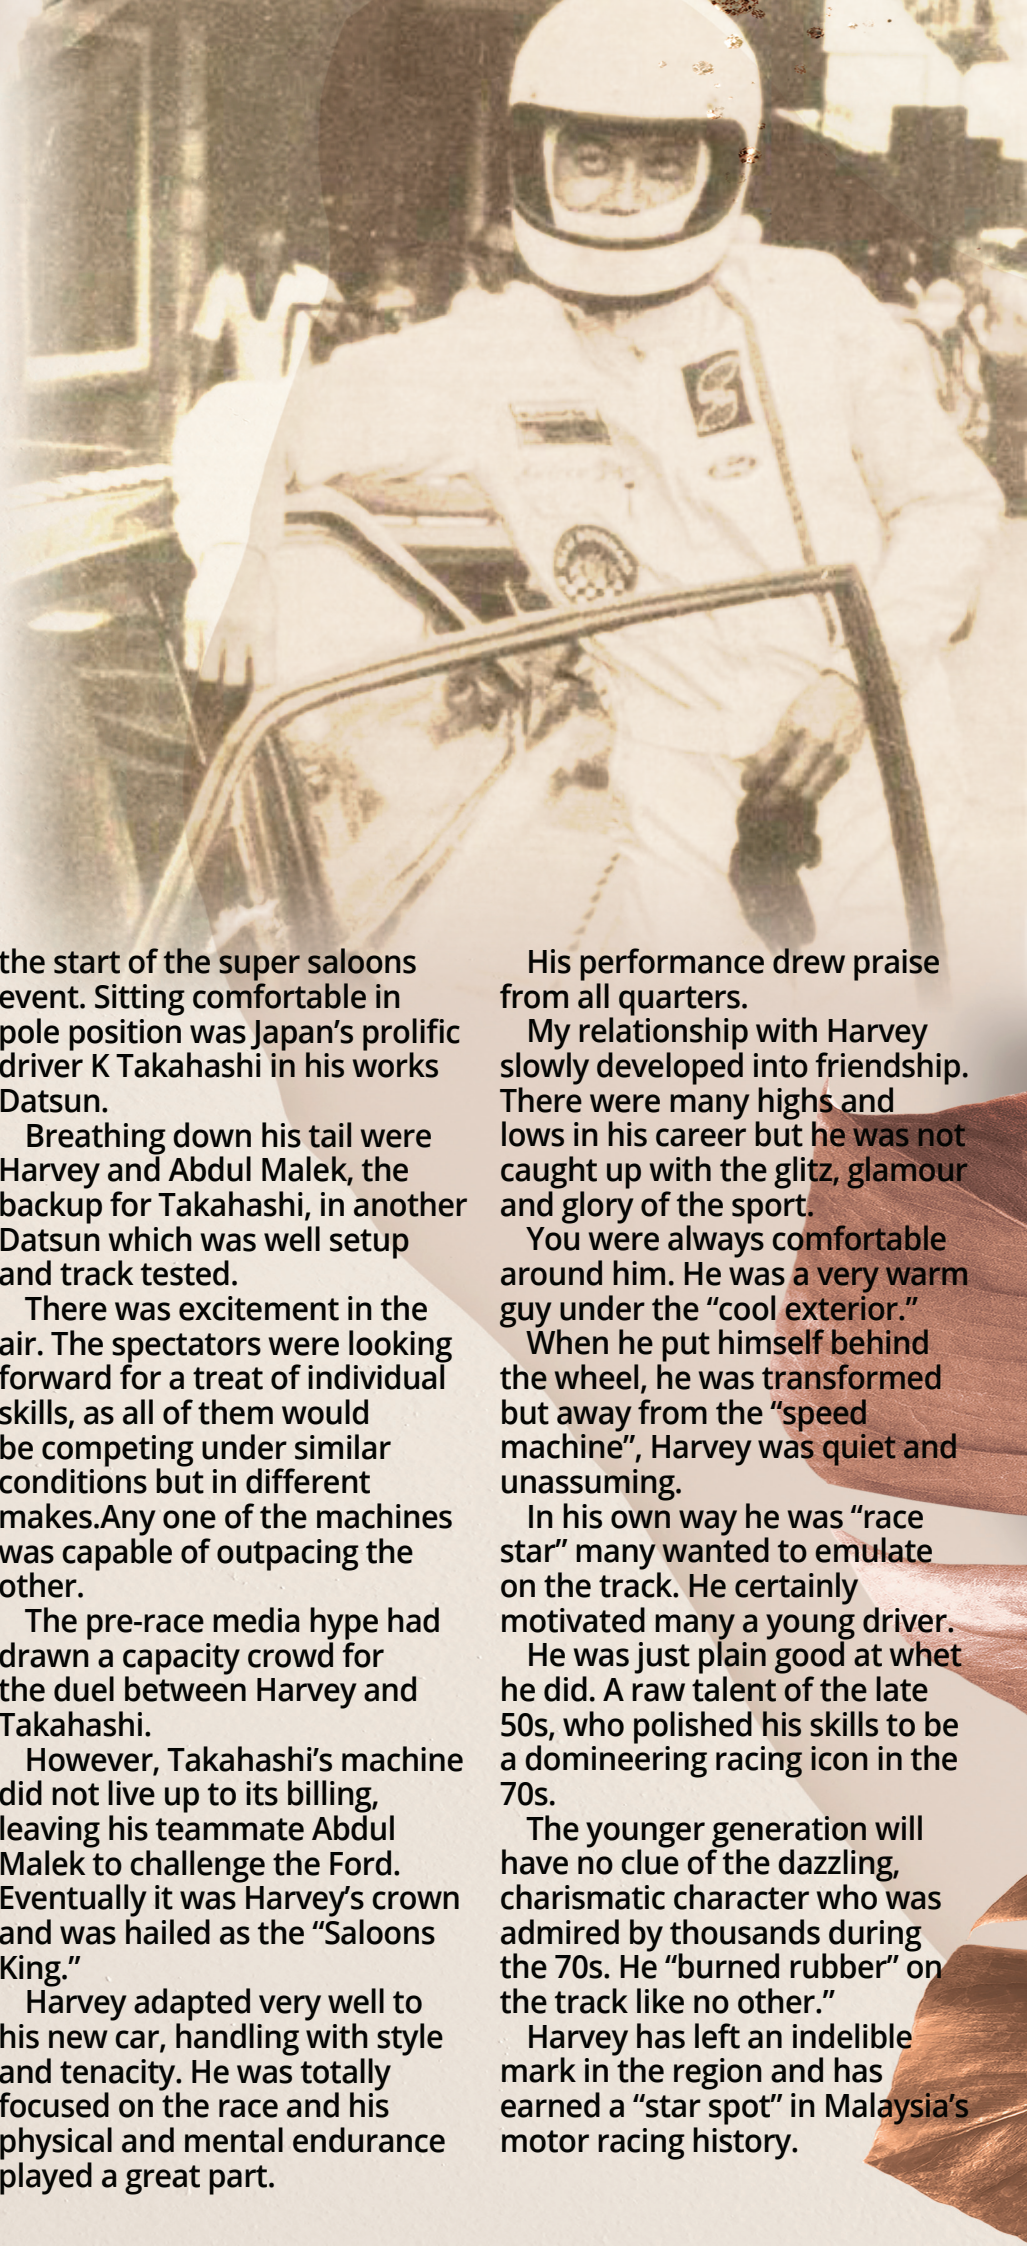 S
the start of the super saloons
event. Sitting comfortable in
pole position was Japan’s prolific
driver K Takahashi in his works
Datsun.
Breathing down his tail were
Harvey and Abdul Malek, the
backup for Takahashi, in another
Datsun which was well setup
and track tested.
There was excitement in the
air. The spectators were looking
forward for a treat of individual
skills, as all of them would
be competing under similar
conditions but in different
makes.Any one of the machines
was capable of outpacing the
other.
The pre-race media hype had
drawn a capacity crowd for
the duel between Harvey and
Takahashi.
However, Takahashi’s machine
did not live up to its billing,
leaving his teammate Abdul
Malek to challenge the Ford.
Eventually it was Harvey’s crown
and was hailed as the “Saloons
King.”
Harvey adapted very well to
his new car, handling with style
and tenacity. He was totally
focused on the race and his
physical and mental endurance
played a great part.
His performance drew praise
from all quarters.
My relationship with Harvey
slowly developed into friendship.
There were many highs and
lows in his career but he was not
caught up with the glitz, glamour
and glory of the sport.
You were always comfortable
around him. He was a very warm
guy under the “cool exterior.”
When he put himself behind
the wheel, he was transformed
but away from the “speed
machine”, Harvey was quiet and
unassuming.
In his own way he was “race
star” many wanted to emulate
on the track. He certainly
motivated many a young driver.
He was just plain good at whet
he did. A raw talent of the late
50s, who polished his skills to be
a domineering racing icon in the
70s.
The younger generation will
have no clue of the dazzling,
charismatic character who was
admired by thousands during
the 70s. He “burned rubber” on
the track like no other.”
Harvey has left an indelible
mark in the region and has
earned a “star spot” in Malaysia’s
motor racing history.